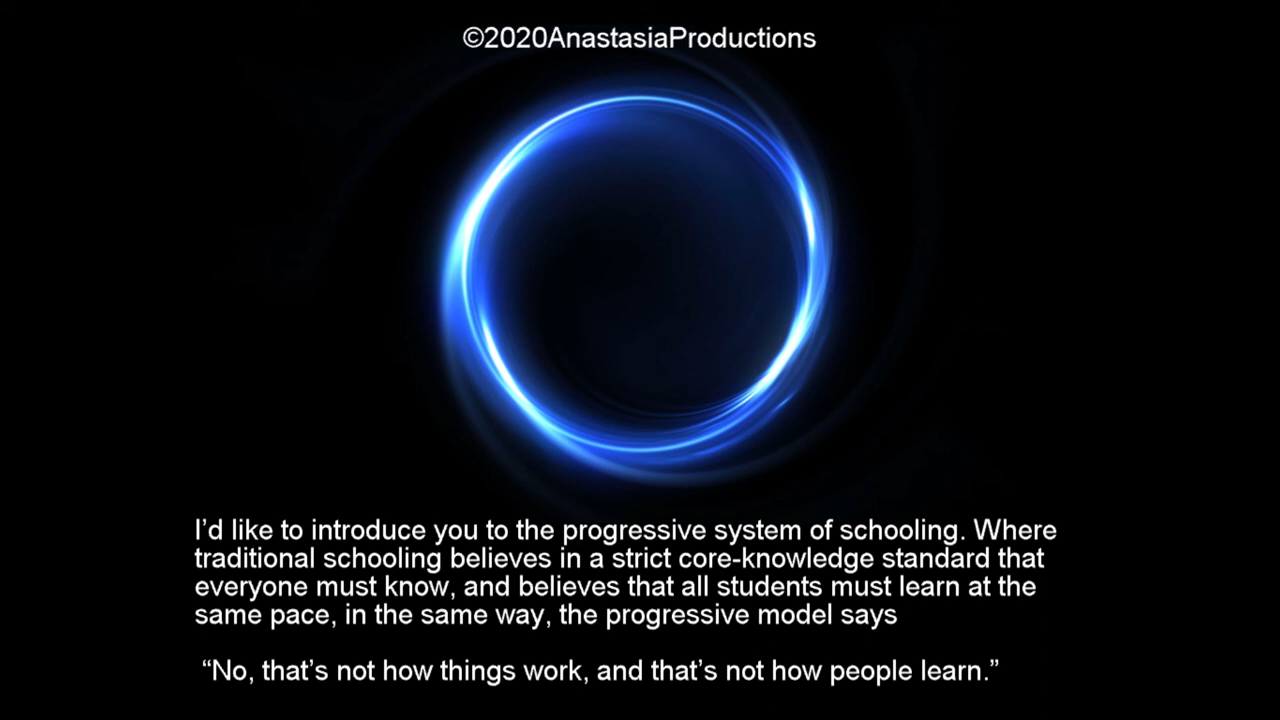 ©2020AnastasiaProductions
I’d like to introduce you to the progressive system of schooling. Where
traditional schooling believes in a strict core-knowledge standard that
everyone must know, and believes that all students must learn at the
same pace, in the same way, the progressive model says
“No, that’s not how things work, and that’s not how people learn.”